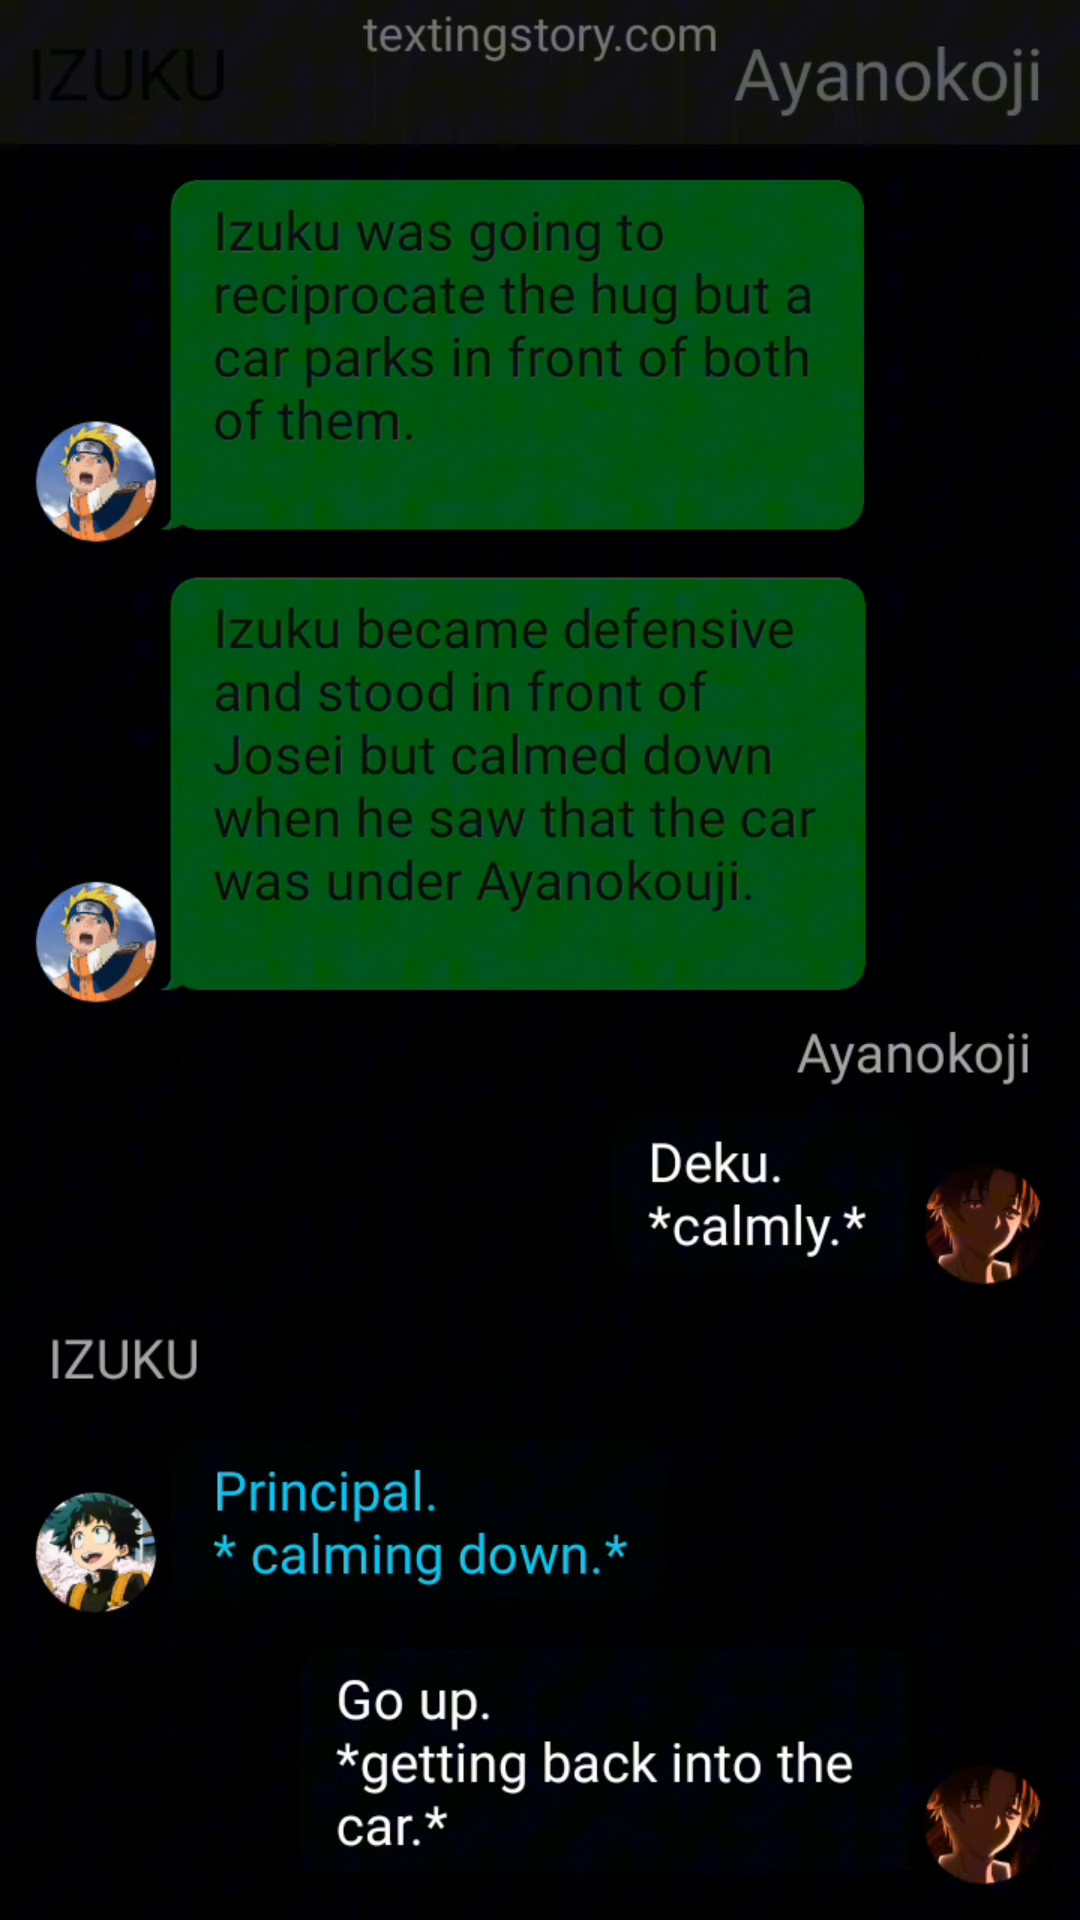 textingstory.com
IZUKU
Ayanokoji
Izuku was going to
reciprocate the hug but a
car parks in front of both
of them.
Izuku became defensive
and stood in front of
Josei but calmed down
when he saw that the car
was under Ayanokouji.
Ayanokoji
Deku.
*calmly.*
IZUKU
Principal.
* calming down.*
Go up.
*getting back into the
car.*